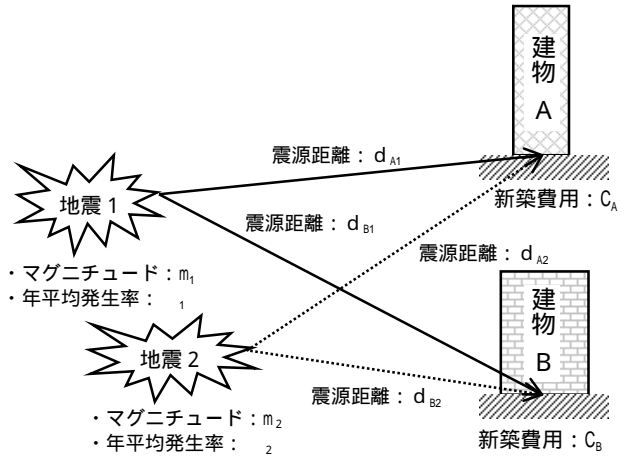 建物 A
震源距離：d A1
地震 1
新築費用：C A
震源距離：d B1
震源距離：d A2
・マグニチュード：m 1
・年平均発生率： 1
建物 B
地震 2
震源距離：d B2
・マグニチュード：m 2
・年平均発生率： 2
新築費用：C B